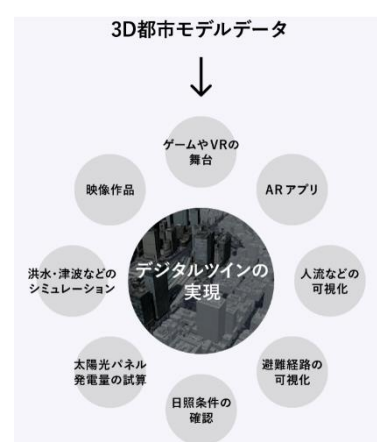 3D都市モデルデータ
ゲームやVRの
舞台
映像作品
ARアプリ
デジタルツインの
実現
洪水・津波などの
シミュレーション
人流などの
可視化
太陽光パネル
発電量の試算
避難経路の
可視化
日照条件の
確認